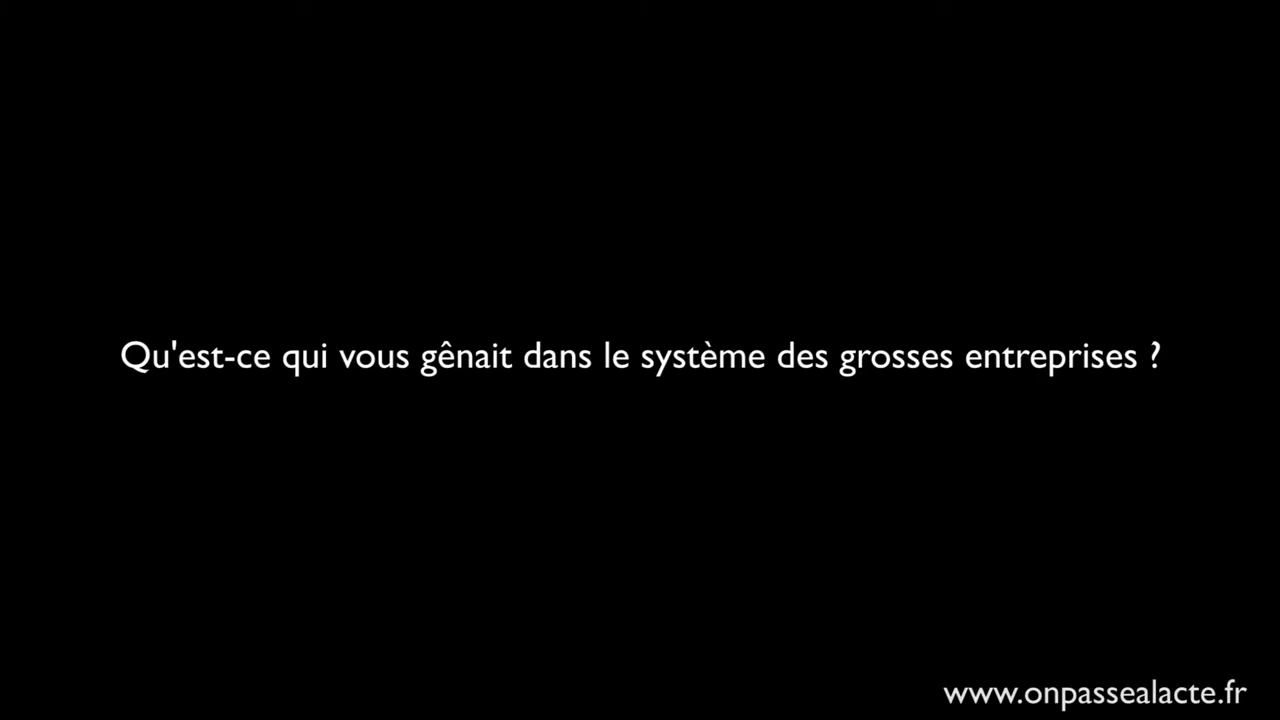 Qu'est-ce qui vous gênait dans le système des grosses entreprises ?
www.onpassealacte.fr